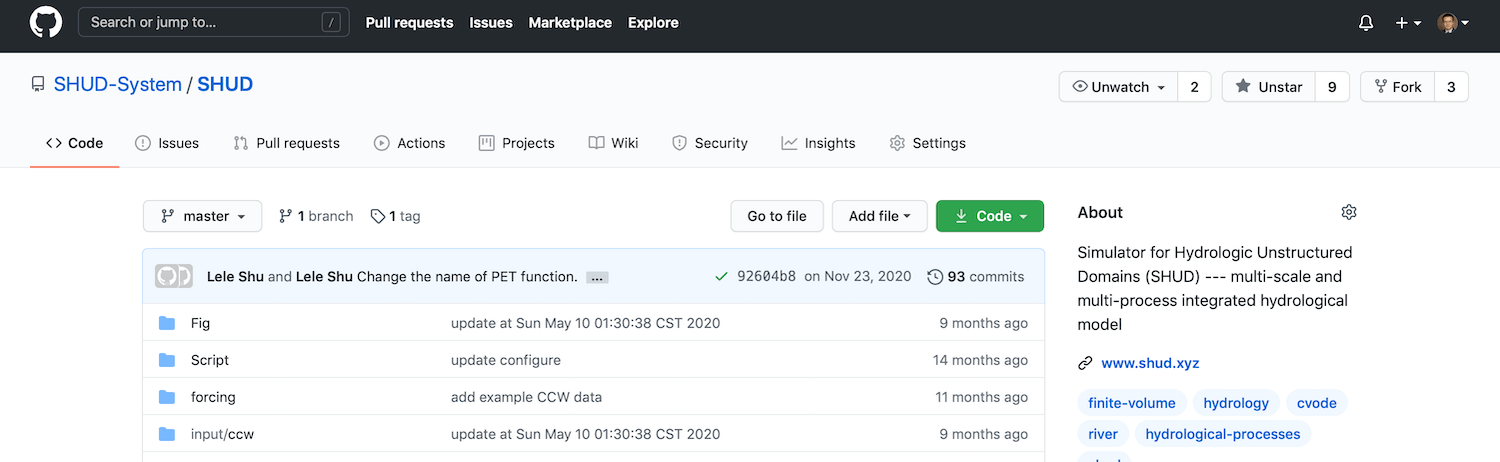 Search or jump to… / Pull requests Issues Marketplace Explore
SHUD-System / SHUD Unwatch 2 Unstar 9 Fork 3
Code Issues Pull requests Actions Projects Wiki Security Insights Settings
master 1 branch 1 tag Go to file Add file Code About
Simulator for Hydrologic Unstructured
Domains (SHUD) --- multi-scale and
multi-process integrated hydrological
model
www.shud.xyz
finite-volume hydrology cvode
river hydrological-processes
Lele Shu and Lele Shu Change the name of PET function. ... 92604b8 on Nov 23, 2020 93 commits
Fig update at Sun May 10 01:30:38 CST 2020 9 months ago
Script update configure 14 months ago
forcing add example CCW data 11 months ago
input/ccw update at Sun May 10 01:30:38 CST 2020 9 months ago